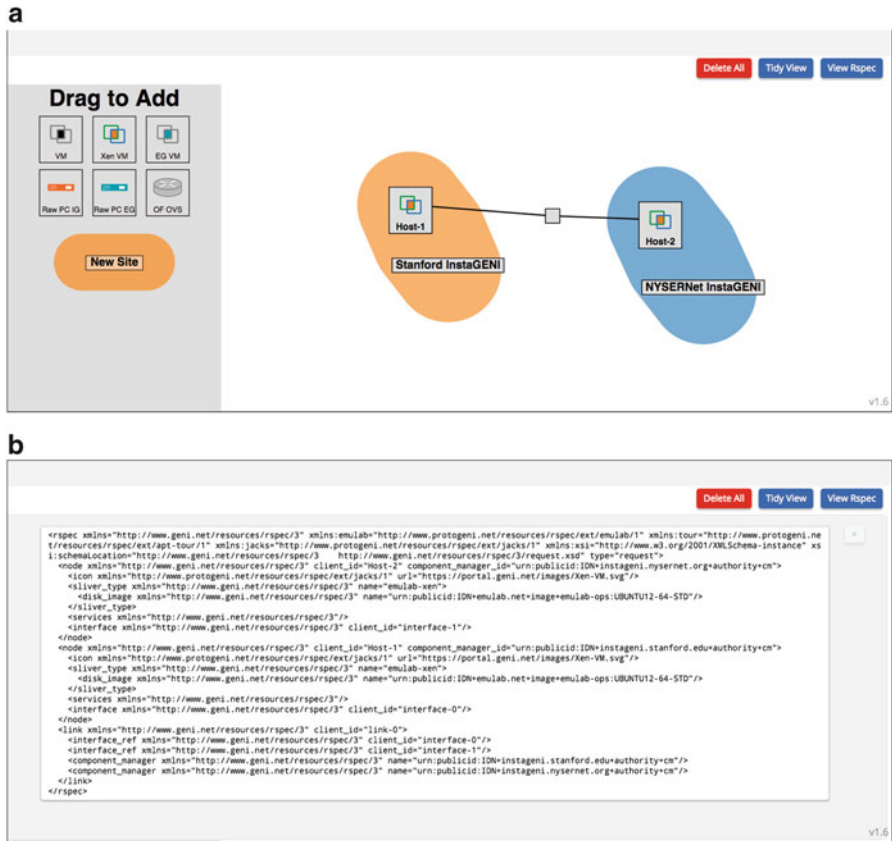 a
Delete All Tidy View View Rspec
Drag to Add
VM Xen VM EG VM
Raw PC IG Raw PC EG OF OVS
New Site
Host-1
Stanford InstaGENI
Host-2
NYSERNet InstaGENI
v1.6
b
Delete All Tidy View View Rspec
<rspec xmlns="http://www.geni.net/resources/rspec/3" xmlns:emulab="http://www.protogeni.net/resources/rspec/ext/emulab/1" xmlns:tour="http://www.protogeni.ne
t/resources/rspec/ext/apt-tour/1" xmlns:jacks="http://www.protogeni.net/resources/rspec/ext/jacks/1" xmlns:xsi="http://www.w3.org/2001/XMLSchema-instance" xs
i:schemaLocation="http://www.geni.net/resources/rspec/3    http://www.geni.net/resources/rspec/3/request.xsd" type="request">
<node xmlns="http://www.geni.net/resources/rspec/3" client_id="Host-2" component_manager_id="urn:publicid:IDN+instageni.nysernet.org+authority+cm">
<icon xmlns="http://www.protogeni.net/resources/rspec/ext/jacks/1" url="https://portal.geni.net/images/Xen-VM.svg"/>
<sliver_type xmlns="http://www.geni.net/resources/rspec/3" name="emulab-xen">
<disk_image xmlns="http://www.geni.net/resources/rspec/3" name="urn:publicid:IDN+emulab.net+image+emulab-ops:UBUNTU12-64-STD"/>
</sliver_type>
<services xmlns="http://www.geni.net/resources/rspec/3"/>
<interface xmlns="http://www.geni.net/resources/rspec/3" client_id="interface-1"/>
</node>
<node xmlns="http://www.geni.net/resources/rspec/3" client_id="Host-1" component_manager_id="urn:publicid:IDN+instageni.stanford.edu+authority+cm">
<icon xmlns="http://www.protogeni.net/resources/rspec/ext/jacks/1" url="https://portal.geni.net/images/Xen-VM.svg"/>
<sliver_type xmlns="http://www.geni.net/resources/rspec/3" name="emulab-xen">
<disk_image xmlns="http://www.geni.net/resources/rspec/3" name="urn:publicid:IDN+emulab.net+image+emulab-ops:UBUNTU12-64-STD"/>
</sliver_type>
<services xmlns="http://www.geni.net/resources/rspec/3"/>
<interface xmlns="http://www.geni.net/resources/rspec/3" client_id="interface-0"/>
</node>
<link xmlns="http://www.geni.net/resources/rspec/3" client_id="link-0">
<interface_ref xmlns="http://www.geni.net/resources/rspec/3" client_id="interface-0"/>
<interface_ref xmlns="http://www.geni.net/resources/rspec/3" client_id="interface-1"/>
<component_manager xmlns="http://www.geni.net/resources/rspec/3" name="urn:publicid:IDN+instageni.stanford.edu+authority+cm"/>
<component_manager xmlns="http://www.geni.net/resources/rspec/3" name="urn:publicid:IDN+instageni.nysernet.org+authority+cm"/>
</link>
</rspec>
v1.6